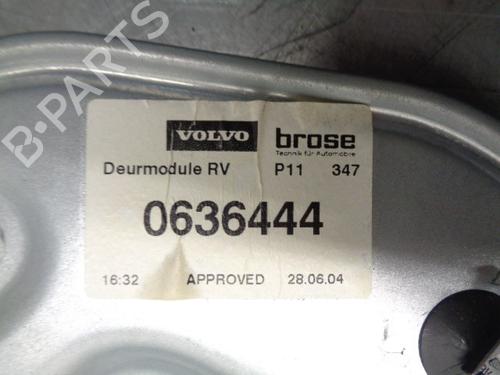 B-PARTS
VOLVO brose
Technik für Automobile
Deurmodule RV P11 347
0636444
16:32 APPROVED 28.06.04